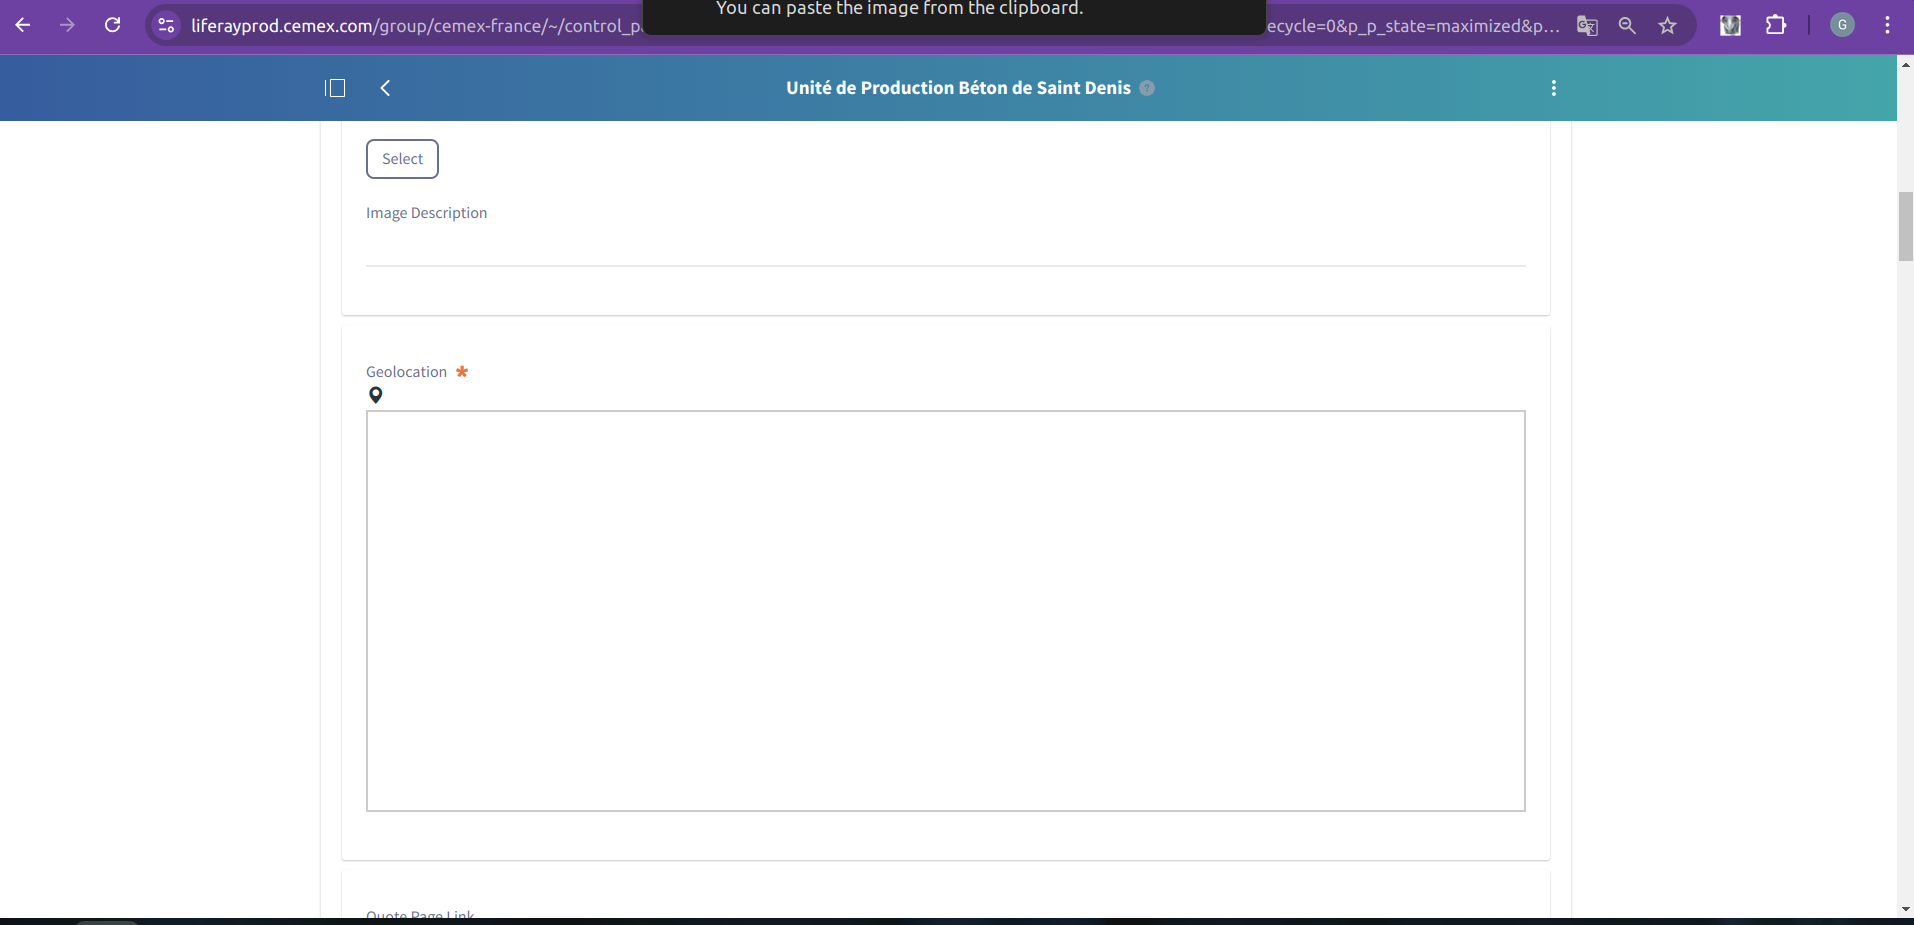 You can paste the image from the clipboard.
liferayprod.cemex.com/group/cemex-france/~/control_p
ecycle=0&p_p_state=maximized&p...
G
Unité de Production Béton de Saint Denis
Select
Image Description
Geolocation *
Quote Page Link